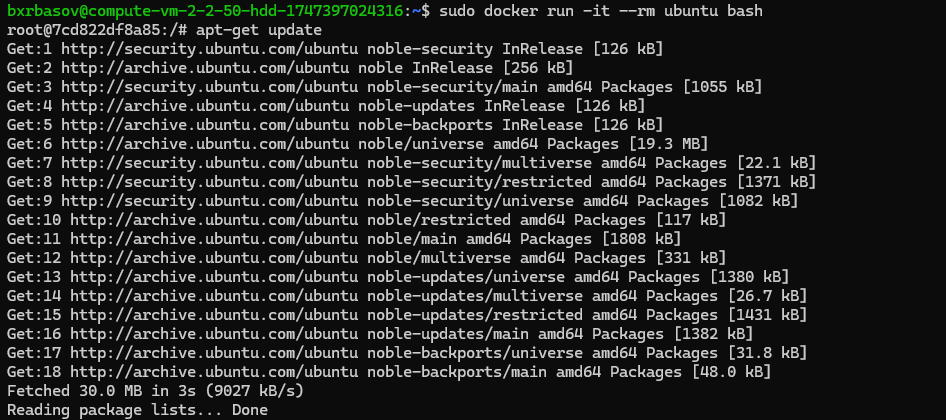 bxrbasov@compute-vm-2-2-50-hdd-1747397024316:~$ sudo docker run -it --rm ubuntu bash
root@7cd822df8a85:/# apt-get update
Get:1 http://security.ubuntu.com/ubuntu noble-security InRelease [126 kB]
Get:2 http://archive.ubuntu.com/ubuntu noble InRelease [256 kB]
Get:3 http://security.ubuntu.com/ubuntu noble-security/main amd64 Packages [1055 kB]
Get:4 http://archive.ubuntu.com/ubuntu noble-updates InRelease [126 kB]
Get:5 http://archive.ubuntu.com/ubuntu noble-backports InRelease [126 kB]
Get:6 http://archive.ubuntu.com/ubuntu noble/universe amd64 Packages [19.3 MB]
Get:7 http://security.ubuntu.com/ubuntu noble-security/multiverse amd64 Packages [22.1 kB]
Get:8 http://security.ubuntu.com/ubuntu noble-security/restricted amd64 Packages [1371 kB]
Get:9 http://security.ubuntu.com/ubuntu noble-security/universe amd64 Packages [1082 kB]
Get:10 http://archive.ubuntu.com/ubuntu noble/restricted amd64 Packages [117 kB]
Get:11 http://archive.ubuntu.com/ubuntu noble/main amd64 Packages [1808 kB]
Get:12 http://archive.ubuntu.com/ubuntu noble/multiverse amd64 Packages [331 kB]
Get:13 http://archive.ubuntu.com/ubuntu noble-updates/universe amd64 Packages [1380 kB]
Get:14 http://archive.ubuntu.com/ubuntu noble-updates/multiverse amd64 Packages [26.7 kB]
Get:15 http://archive.ubuntu.com/ubuntu noble-updates/restricted amd64 Packages [1431 kB]
Get:16 http://archive.ubuntu.com/ubuntu noble-updates/main amd64 Packages [1382 kB]
Get:17 http://archive.ubuntu.com/ubuntu noble-backports/universe amd64 Packages [31.8 kB]
Get:18 http://archive.ubuntu.com/ubuntu noble-backports/main amd64 Packages [48.0 kB]
Fetched 30.0 MB in 3s (9027 kB/s)
Reading package lists... Done